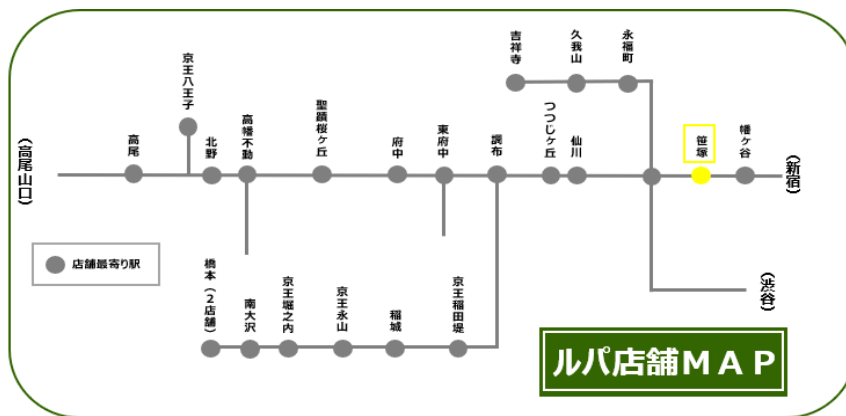 吉祥寺
久我山
永福町
京王八王子
高尾
北野
高幡不動
聖蹟桜ヶ丘
府中
東府中
調布
つつじヶ丘
仙川
笹塚
幡ケ谷
(高尾山口)
(新宿)
店舗最寄り駅
橋本(2店舗)
南大沢
京王堀之内
京王永山
稲城
京王稲田堤
(渋谷)
ルパ店舗MAP